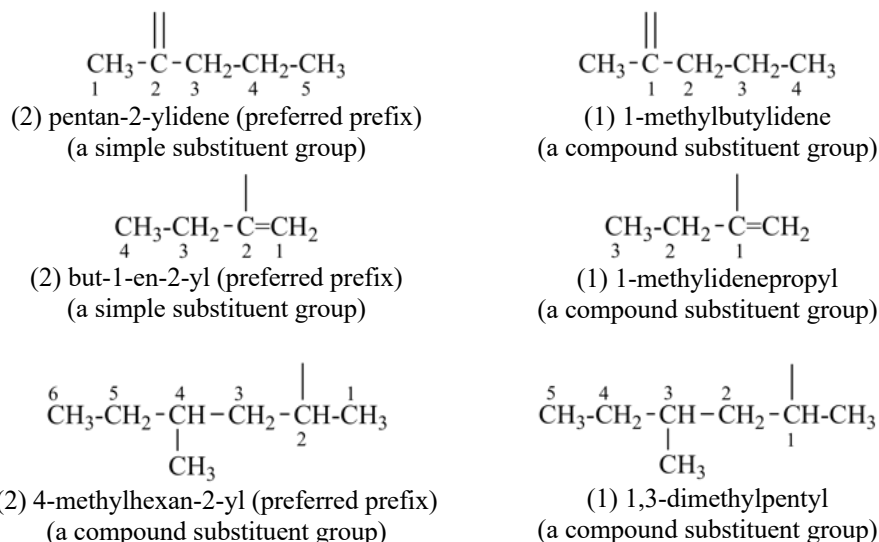 CH3-C-CH2-CH2-CH3
1 2 3 4 5
(2) pentan-2-ylidene (preferred prefix)
(a simple substituent group)
CH3-C-CH2-CH2-CH3
1 2 3 4
(1) 1-methylbutylidene
(a compound substituent group)
CH3-CH2-C=CH2
4 3 2 1
(2) but-1-en-2-yl (preferred prefix)
(a simple substituent group)
CH3-CH2-C=CH2
3 2 1
(1) 1-methylidenepropyl
(a compound substituent group)
6 5 4 3 1
CH3-CH2-CH-CH2-CH-CH3
2
CH3
(2) 4-methylhexan-2-yl (preferred prefix)
(a compound substituent group)
5 4 3 2
CH3-CH2-CH-CH2-CH-CH3
1
CH3
(1) 1,3-dimethylpentyl
(a compound substituent group)